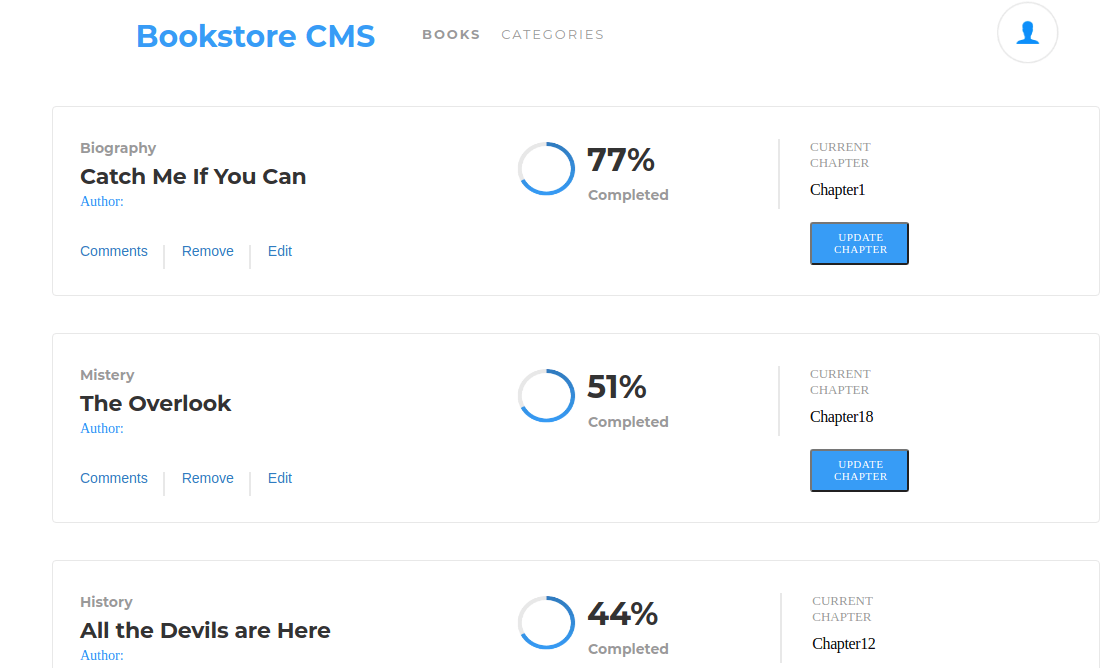 Bookstore CMS
BOOKS
CATEGORIES
Biography
Catch Me If You Can
Author:
Comments
Remove
Edit
77%
Completed
CURRENT
CHAPTER
Chapter1
UPDATE
CHAPTER
Mistery
The Overlook
Author:
Comments
Remove
Edit
51%
Completed
CURRENT
CHAPTER
Chapter18
UPDATE
CHAPTER
History
All the Devils are Here
Author:
44%
Completed
CURRENT
CHAPTER
Chapter12